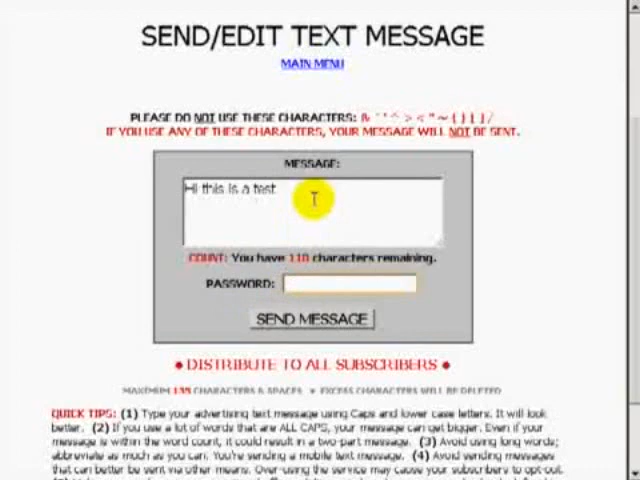 SEND/EDIT TEXT MESSAGE
MAIN MENU
PLEASE DO NOT USE THESE CHARACTERS: & ' " ^ > < " ~ { } [ ] /
IF YOU USE ANY OF THESE CHARACTERS, YOUR MESSAGE WILL NOT BE SENT.
MESSAGE:
Hi this is a test
COUNT: You have 118 characters remaining.
PASSWORD:
SEND MESSAGE
● DISTRIBUTE TO ALL SUBSCRIBERS ●
MAXIMUM 135 CHARACTERS & SPACES • EXCESS CHARACTERS WILL BE DELETED
QUICK TIPS: (1) Type your advertising text message using Caps and lower case letters. It will look
better. (2) If you use a lot of words that are ALL CAPS, your message can get bigger. Even if your
message is within the word count, it could result in a two-part message. (3) Avoid using long words;
abbreviate as much as you can. You're sending a mobile text message. (4) Avoid sending messages
that can better be sent via other means. Over-using the service may cause your subscribers to opt-out.